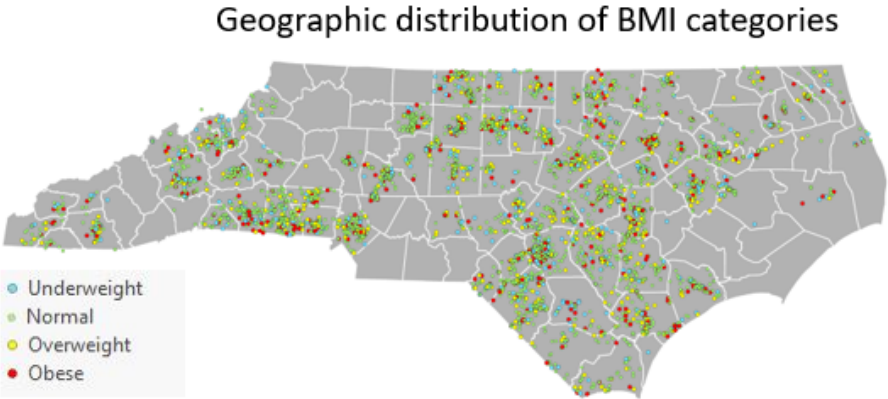 Geographic distribution of BMI categories
Underweight
Normal
Overweight
Obese